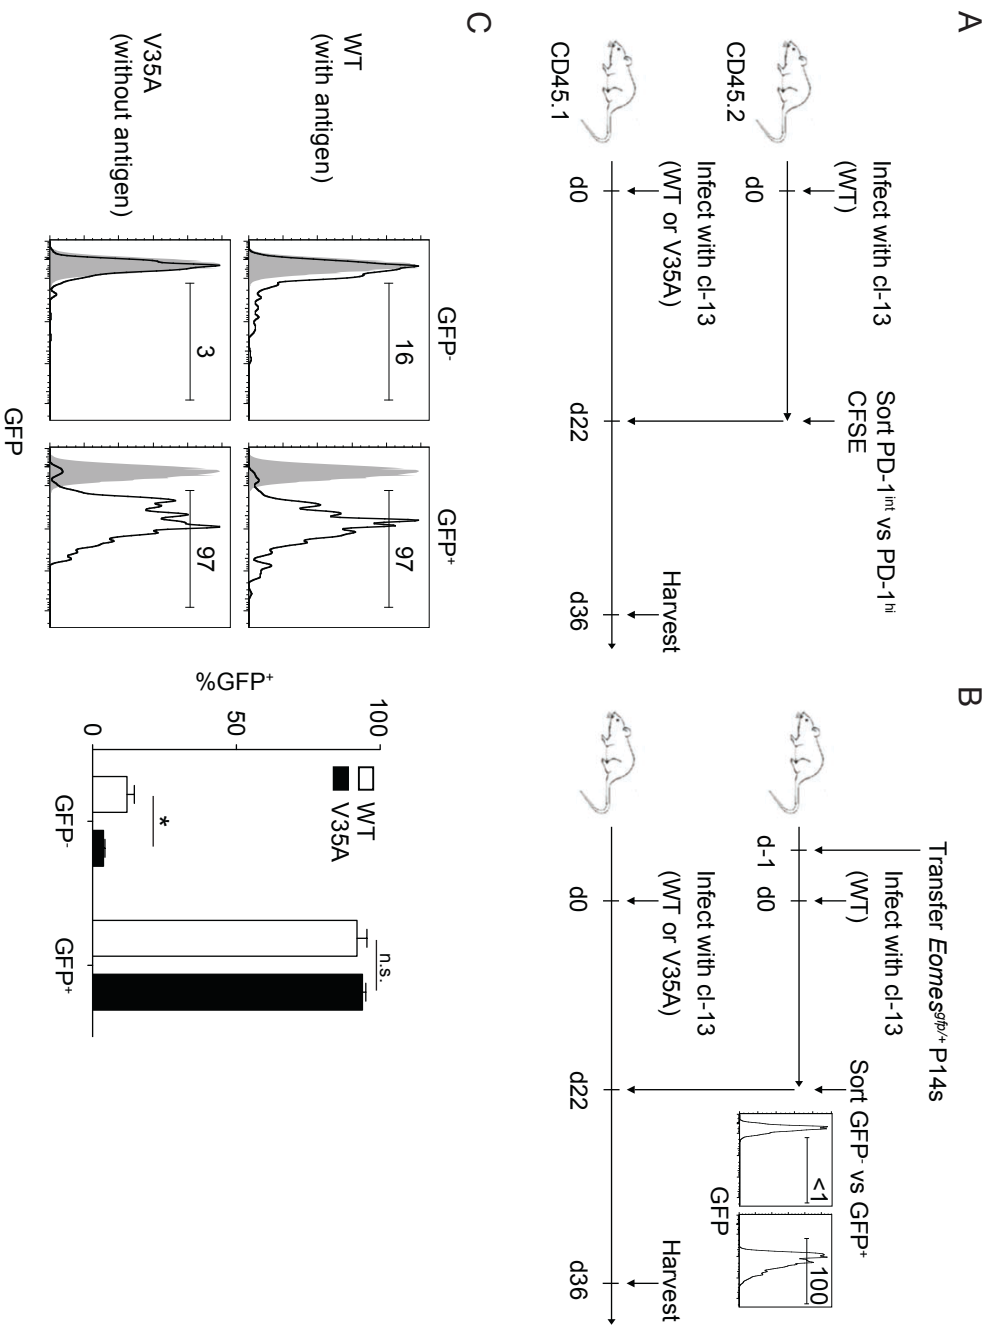 A
CD45.2
Infect with cl-13
(WT)
d0
Sort PD-1int vs PD-1hi
CFSE
CD45.1
Infect with cl-13
(WT or V35A)
d0
d22
Harvest
d36
B
Transfer Eomesgfp/+ P14s
Infect with cl-13
(WT)
d-1
d0
Sort GFP- vs GFP+
<1
100
GFP
Infect with cl-13
(WT or V35A)
d0
d22
Harvest
d36
C
GFP-
GFP+
WT
(with antigen)
16
97
V35A
(without antigen)
3
97
GFP
%GFP+
100
50
0
WT
V35A
*
n.s.
GFP-
GFP+